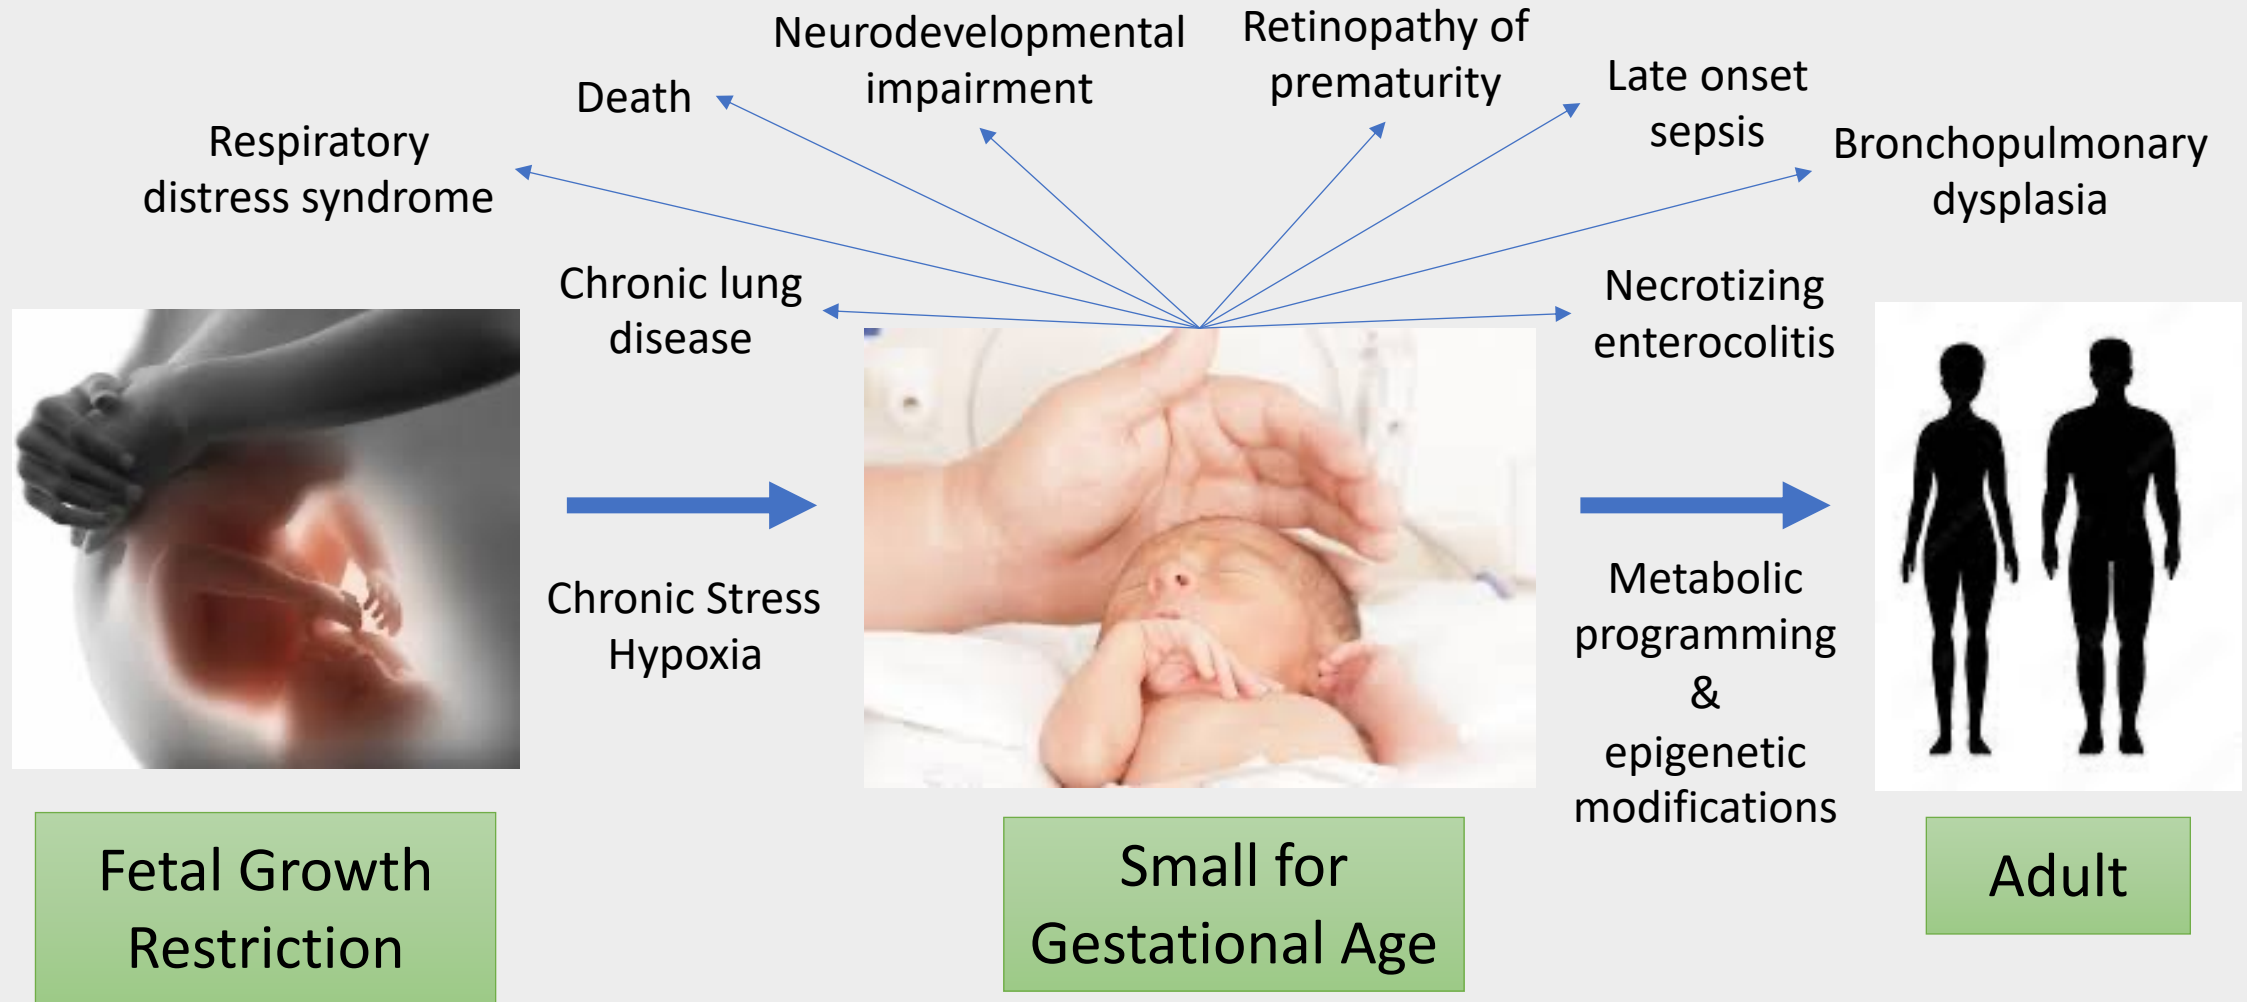 Neurodevelopmental
impairment
Retinopathy of
prematurity
Death
Late onset
sepsis
Respiratory
distress syndrome
Bronchopulmonary
dysplasia
Chronic lung
disease
Necrotizing
enterocolitis
Chronic Stress
Hypoxia
Metabolic
programming
&
epigenetic
modifications
Fetal Growth
Restriction
Small for
Gestational Age
Adult